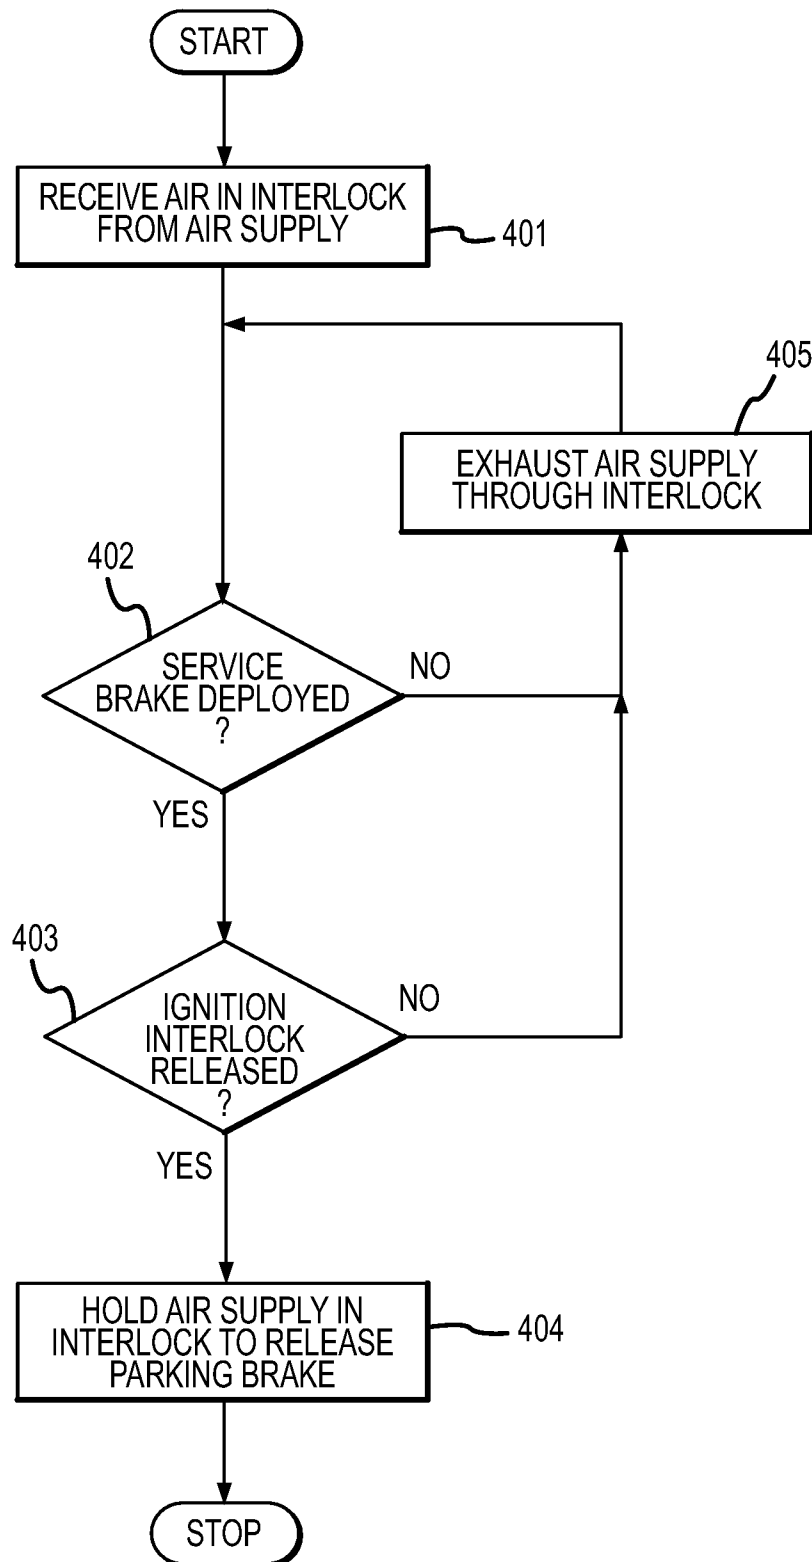 START
RECEIVE AIR IN INTERLOCK
FROM AIR SUPPLY
401
405
EXHAUST AIR SUPPLY
THROUGH INTERLOCK
402
SERVICE
BRAKE DEPLOYED
?
NO
YES
403
IGNITION
INTERLOCK
RELEASED
?
NO
YES
HOLD AIR SUPPLY IN
INTERLOCK TO RELEASE
PARKING BRAKE
404
STOP